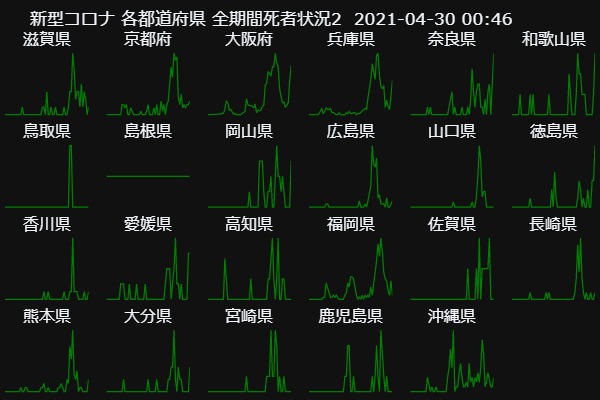 新型コロナ 各都道府県 全期間死者状況2 2021-04-30 00:46
滋賀県 京都府 大阪府 兵庫県 奈良県 和歌山県
鳥取県 島根県 岡山県 広島県 山口県 徳島県
香川県 愛媛県 高知県 福岡県 佐賀県 長崎県
熊本県 大分県 宮崎県 鹿児島県 沖縄県